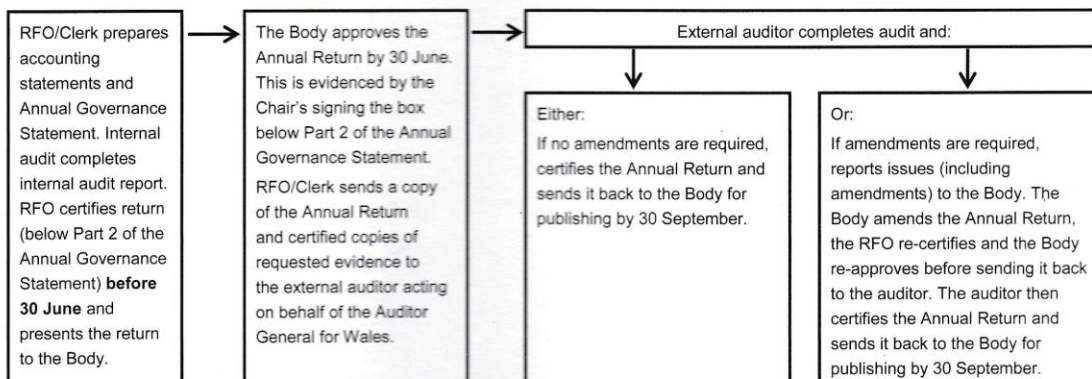 RFO/Clerk prepares
accounting
statements and
Annual Governance
Statement. Internal
audit completes
internal audit report.
RFO certifies return
(below Part 2 of the
Annual Governance
Statement) before
30 June and
presents the return
to the Body.
The Body approves the
Annual Return by 30 June.
This is evidenced by the
Chair's signing the box
below Part 2 of the Annual
Governance Statement.
RFO/Clerk sends a copy
of the Annual Return
and certified copies of
requested evidence to
the external auditor acting
on behalf of the Auditor
General for Wales.
External auditor completes audit and:
Either:
If no amendments are required,
certifies the Annual Return and
sends it back to the Body for
publishing by 30 September.
Or:
If amendments are required,
reports issues (including
amendments) to the Body. The
Body amends the Annual Return,
the RFO re-certifies and the Body
re-approves before sending it back
to the auditor. The auditor then
certifies the Annual Return and
sends it back to the Body for
publishing by 30 September.